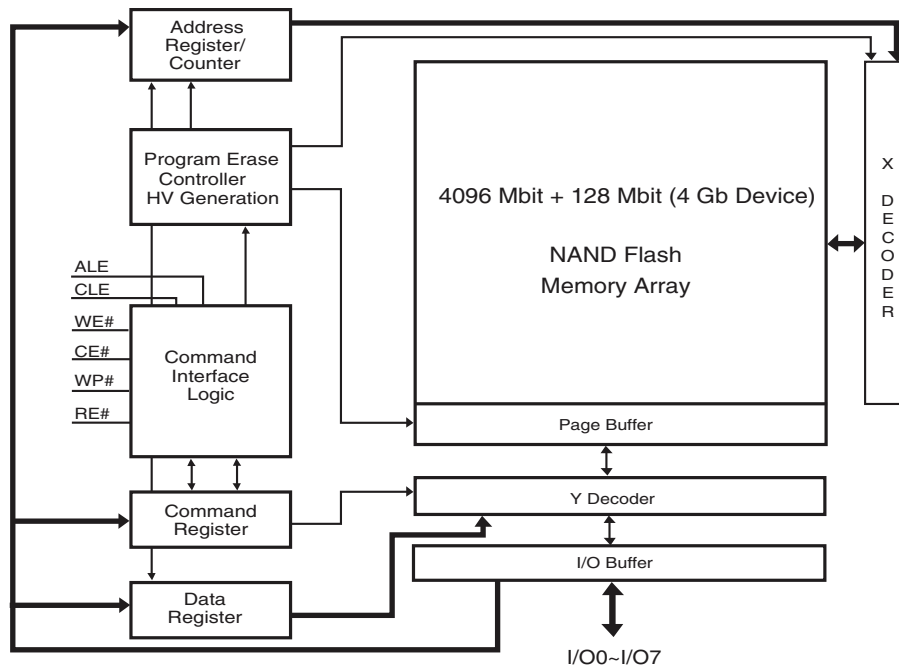 Address
Register/
Counter
Program Erase
Controller
HV Generation
ALE
CLE
WE#
CE#
WP#
RE#
Command
Interface
Logic
Command
Register
Data
Register
4096 Mbit + 128 Mbit (4 Gb Device)
NAND Flash
Memory Array
Page Buffer
Y Decoder
I/O Buffer
I/O0~I/O7
X
D
E
C
O
D
E
R